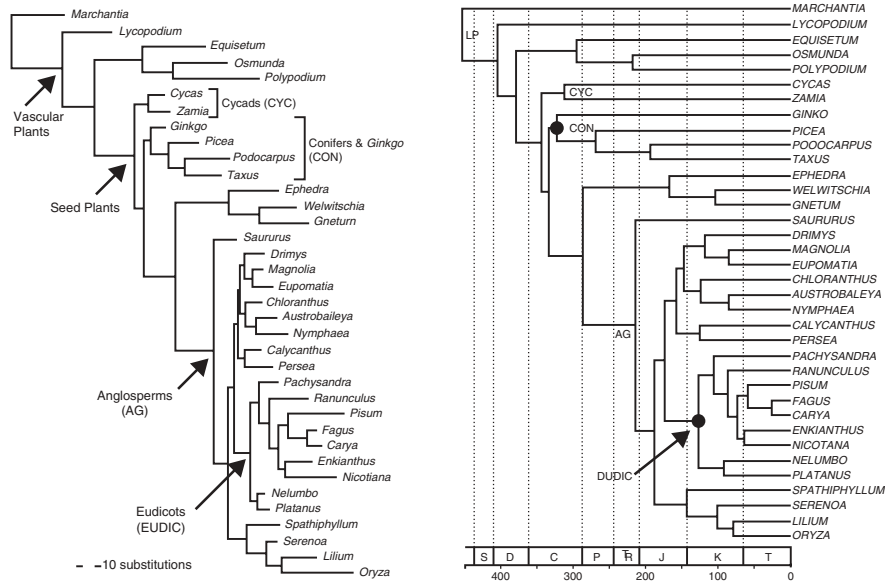 Marchantia
Lycopodium
Equisetum
Osmunda
Polypodium
Vascular
Plants
Cycas
Zamia
Cycads (CYC)
Ginkgo
Picea
Podocarpus
Taxus
Conifers & Ginkgo
(CON)
Seed Plants
Ephedra
Welwitschia
Gneturn
Saururus
Drimys
Magnolia
Eupomatia
Chloranthus
Austrobaileya
Nymphaea
Calycanthus
Persea
Anglosperms
(AG)
Pachysandra
Ranunculus
Pisum
Fagus
Carya
Enkianthus
Nicotiana
Nelumbo
Platanus
Eudicots
(EUDIC)
Spathiphyllum
Serenoa
Lilium
Oryza
10 substitutions
MARCHANTIA
LP
LYCOPODIUM
EQUISETUM
OSMUNDA
POLYPODIUM
CYCAS
CYC
ZAMIA
GINKO
CON
PICEA
POOOCARPUS
TAXUS
EPHEDRA
WELWITSCHIA
GNETUM
SAURURUS
DRIMYS
MAGNOLIA
EUPOMATIA
CHLORANTHUS
AUSTROBALEYA
NYMPHAEA
CALYCANTHUS
AG
PERSEA
PACHYSANDRA
RANUNCULUS
PISUM
FAGUS
CARYA
ENKIANTHUS
NICOTANA
NELUMBO
DUDIC
PLATANUS
SPATHIPHYLLUM
SERENOA
LILIUM
ORYZA
S D C P TR J K T
400 300 200 100 0